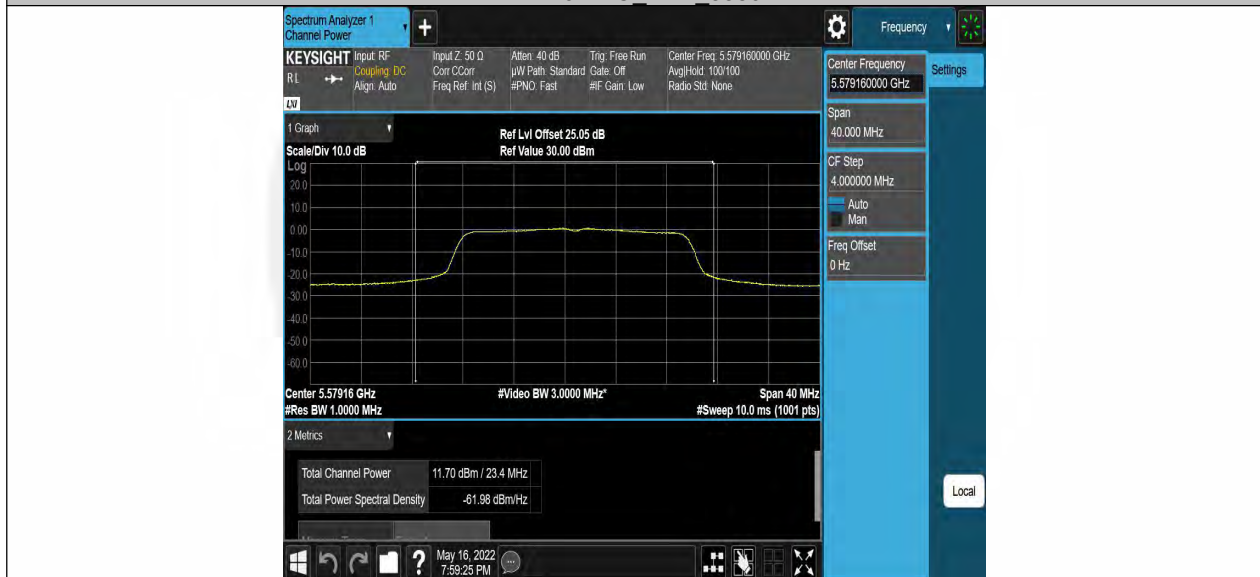 Spectrum Analyzer 1
Channel Power
+
Frequency
KEYSIGHT
RL
LXI
Input: RF
Coupling: DC
Align: Auto
Input Z: 50 Ω
Corr CCorr
Freq Ref: Int (S)
Atten: 40 dB
µW Path: Standard
#PNO: Fast
Trig: Free Run
Gate: Off
#IF Gain: Low
Center Freq: 5.579160000 GHz
Avg|Hold: 100/100
Radio Std: None
Center Frequency
5.579160000 GHz
Settings
Span
40.000 MHz
CF Step
4.000000 MHz
Auto
Man
Freq Offset
0 Hz
Local
1 Graph
Scale/Div 10.0 dB
Ref Lvl Offset 25.05 dB
Ref Value 30.00 dBm
Log
20.0
10.0
0.00
-10.0
-20.0
-30.0
-40.0
-50.0
-60.0
Center 5.57916 GHz
#Video BW 3.0000 MHz*
Span 40 MHz
#Res BW 1.0000 MHz
#Sweep 10.0 ms (1001 pts)
2 Metrics
Total Channel Power 11.70 dBm / 23.4 MHz
Total Power Spectral Density -61.98 dBm/Hz
?
May 16, 2022
7:59:25 PM